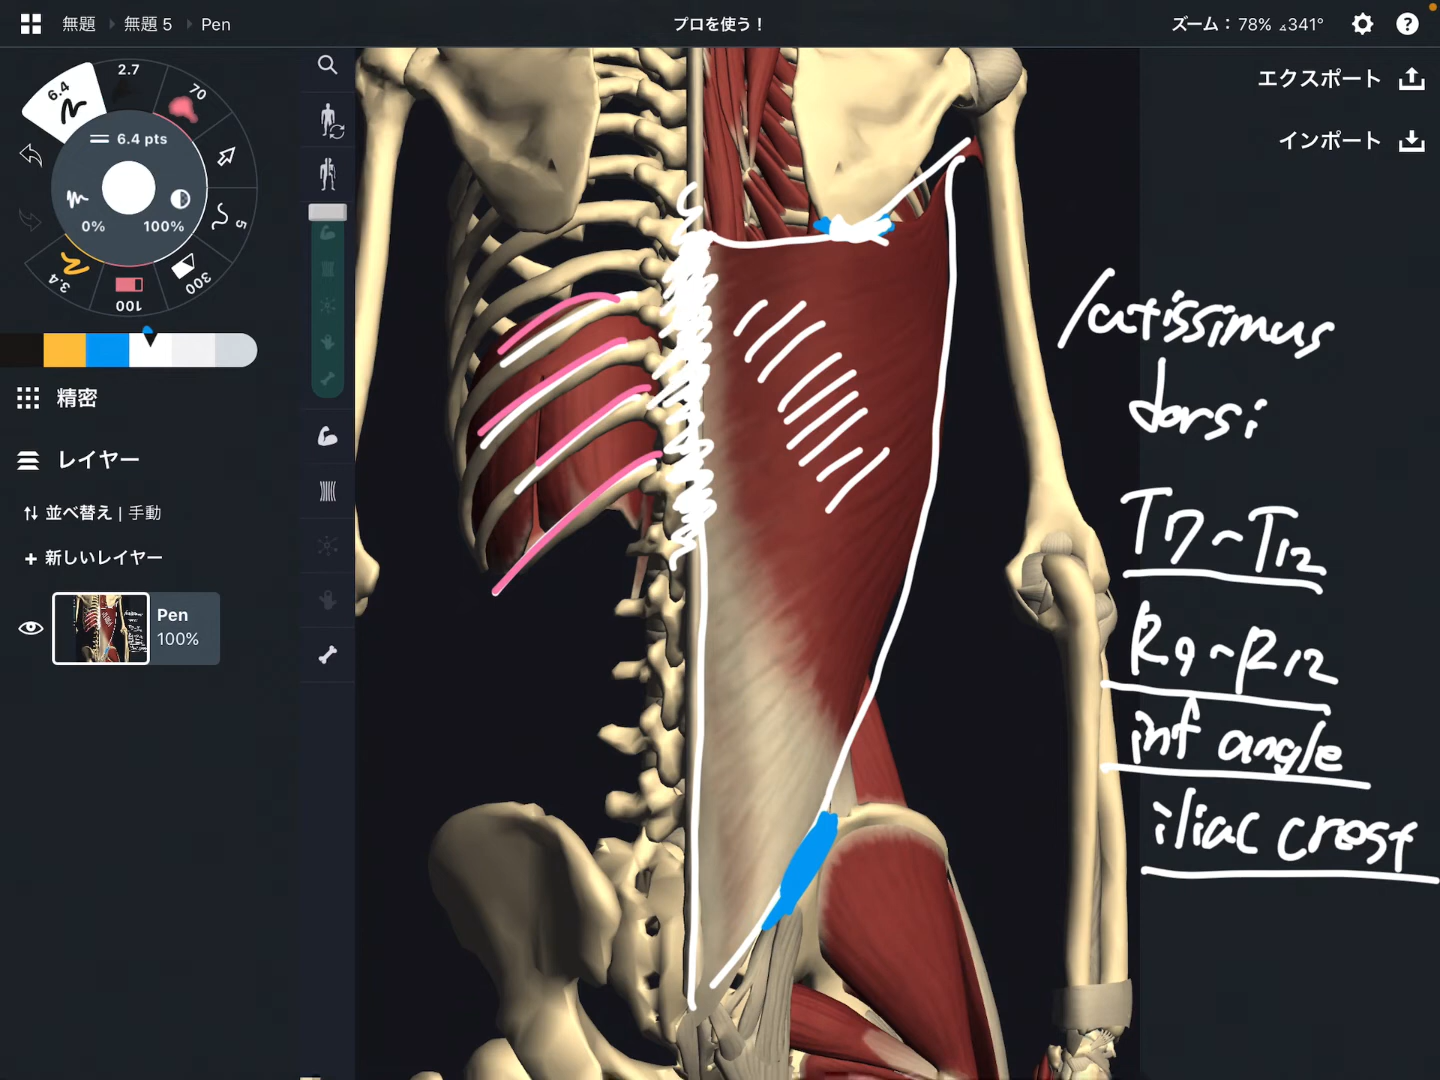 無題 無題 5 Pen
プロを使う!
ズーム: 78% ⊿341°
エクスポート
インポート
6.4
2.7
70
6.4 pts
0%
100%
5
3.4
100
300
精密
レイヤー
並べ替え | 手動
+ 新しいレイヤー
Pen
100%
latissimus
dorsi
T7~T12
R9~R12
inf angle
iliac crest